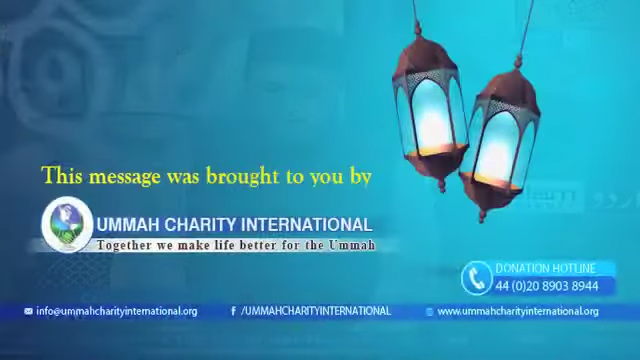 This message was brought to you by
UMMAH CHARITY INTERNATIONAL
Together we make life better for the Ummah
DONATION HOTLINE
44 (0)20 8903 8944
info@ummahcharityinternational.org
/UMMAHCHARITYINTERNATIONAL
www.ummahcharityinternational.org